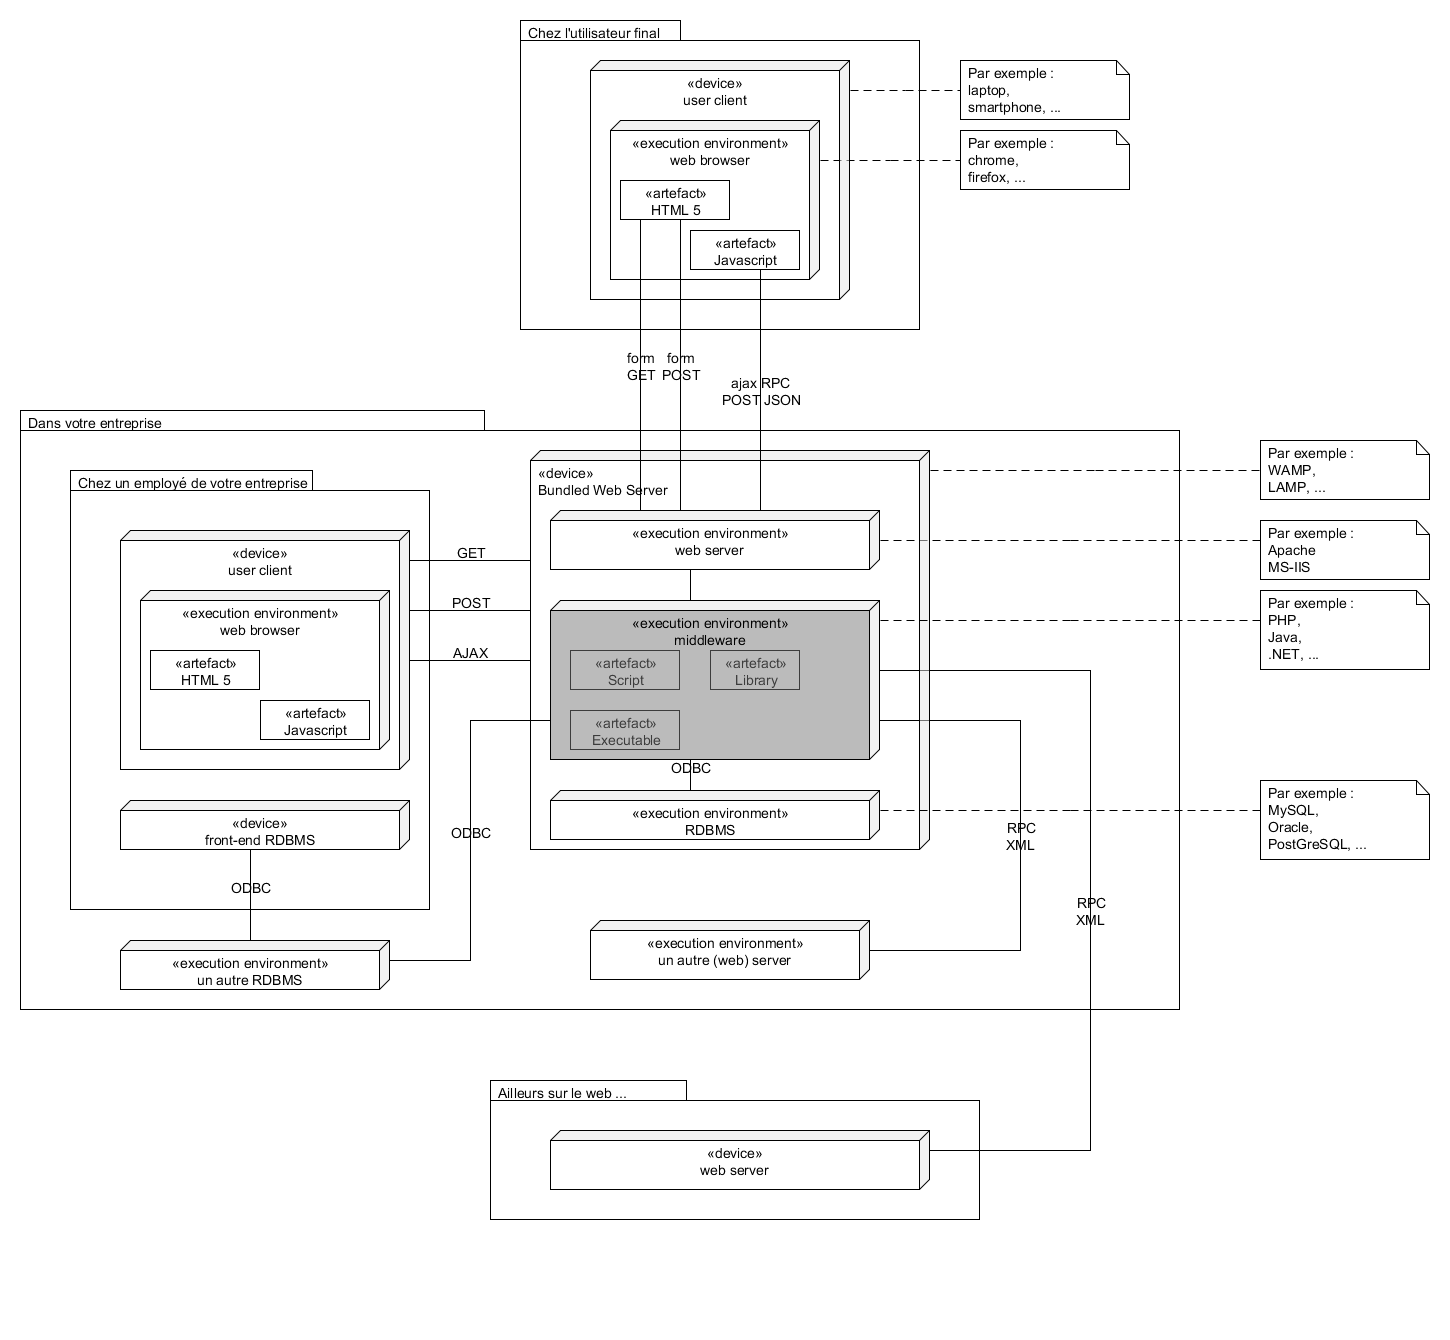 Chez l'utilisateur final
«device»
user client
«execution environment»
web browser
«artefact»
HTML 5
«artefact»
Javascript
Par exemple :
laptop,
smartphone, ...
Par exemple :
chrome,
firefox, ...
form
GET
form
POST
ajax RPC
POST JSON
Dans votre entreprise
Chez un employé de votre entreprise
«device»
user client
«execution environment»
web browser
«artefact»
HTML 5
«artefact»
Javascript
«device»
front-end RDBMS
ODBC
«execution environment»
un autre RDBMS
GET
POST
AJAX
ODBC
«device»
Bundled Web Server
«execution environment»
web server
«execution environment»
middleware
«artefact»
Script
«artefact»
Library
«artefact»
Executable
ODBC
«execution environment»
RDBMS
«execution environment»
un autre (web) server
RPC
XML
RPC
XML
Par exemple :
WAMP,
LAMP, ...
Par exemple :
Apache
MS-IIS
Par exemple :
PHP,
Java,
.NET, ...
Par exemple :
MySQL,
Oracle,
PostGreSQL, ...
Ailleurs sur le web ...
«device»
web server